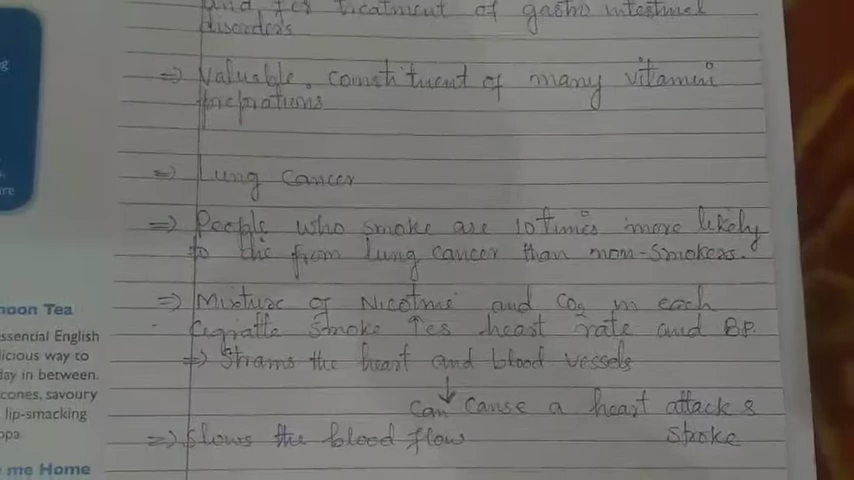 and for treatment of gastro intestinal
disorders
=> Valuable constituent of many vitamin
preparations
=> Lung cancer
=> People who smoke are 10 times more likely
to die from lung cancer than non-smokers.
=> Mixture of Nicotine and CO2 in each
cigratte smoke ↑es heart rate and BP.
=> Strains the heart and blood vessels
↓
can cause a heart attack &
stroke
=> Slows the blood flow
noon Tea
ssential English
licious way to
day in between.
cones, savoury
lip-smacking
opa
me Home